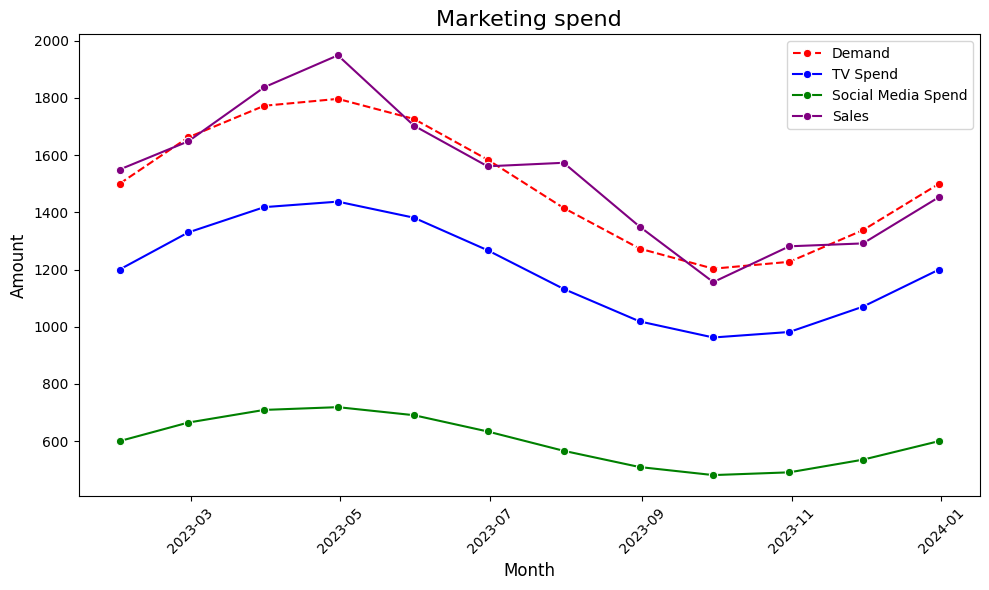 Marketing spend
Demand
TV Spend
Social Media Spend
Sales
Amount
2000
1800
1600
1400
1200
1000
800
600
2023-03
2023-05
2023-07
2023-09
2023-11
2024-01
Month